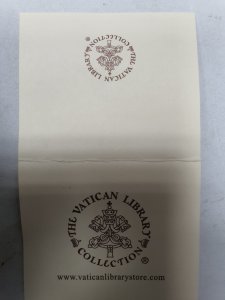 THE VATICAN LIBRARY
COLLECTION ®
THE VATICAN LIBRARY
COLLECTION ®
www.vaticanlibrarystore.com